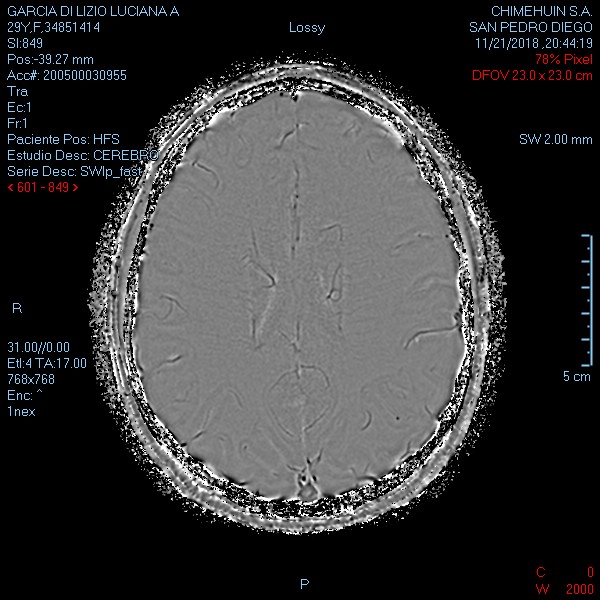 GARCIA DI LIZIO LUCIANA A
29Y,F,34851414
Sl:849
Pos:-39.27 mm
Acc#: 200500030955
Tra
Ec:1
Fr:1
Paciente Pos: HFS
Estudio Desc: CEREBRO
Serie Desc: SWIp_fast
< 601 - 849 >
Lossy
CHIMEHUIN S.A.
SAN PEDRO DIEGO
11/21/2018 ,20:44:19
78% Pixel
DFOV 23.0 x 23.0 cm
SW 2.00 mm
R
5 cm
31.00//0.00
Etl:4 TA:17.00
768x768
Enc: ^
1nex
P
C 0
W 2000